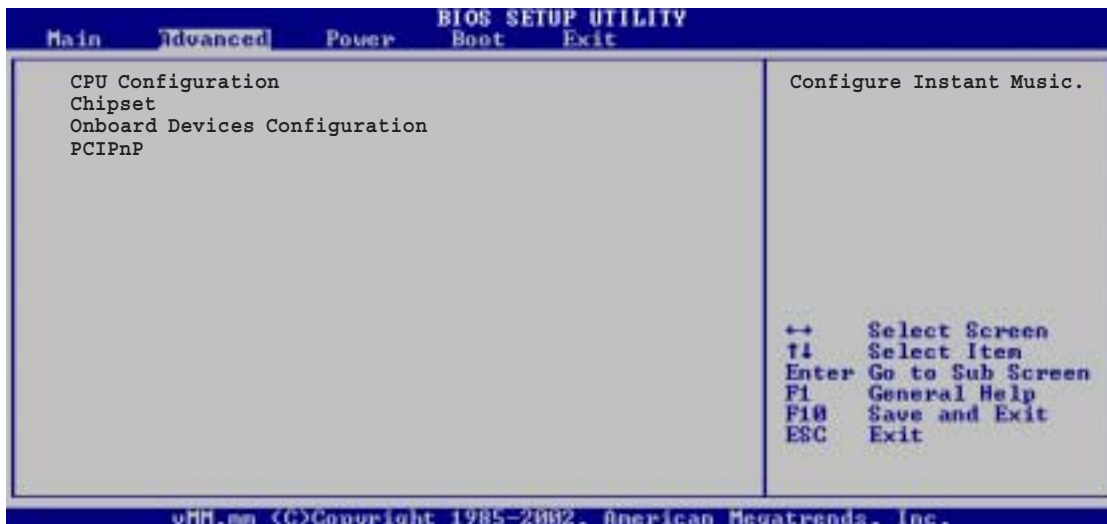 BIOS SETUP UTILITY
Main Advanced Power Boot Exit
CPU Configuration
Chipset
Onboard Devices Configuration
PCIPnP
Configure Instant Music.
←→ Select Screen
↑↓ Select Item
Enter Go to Sub Screen
F1 General Help
F10 Save and Exit
ESC Exit
vMM.mm (C)Copyright 1985-2002, American Megatrends, Inc.